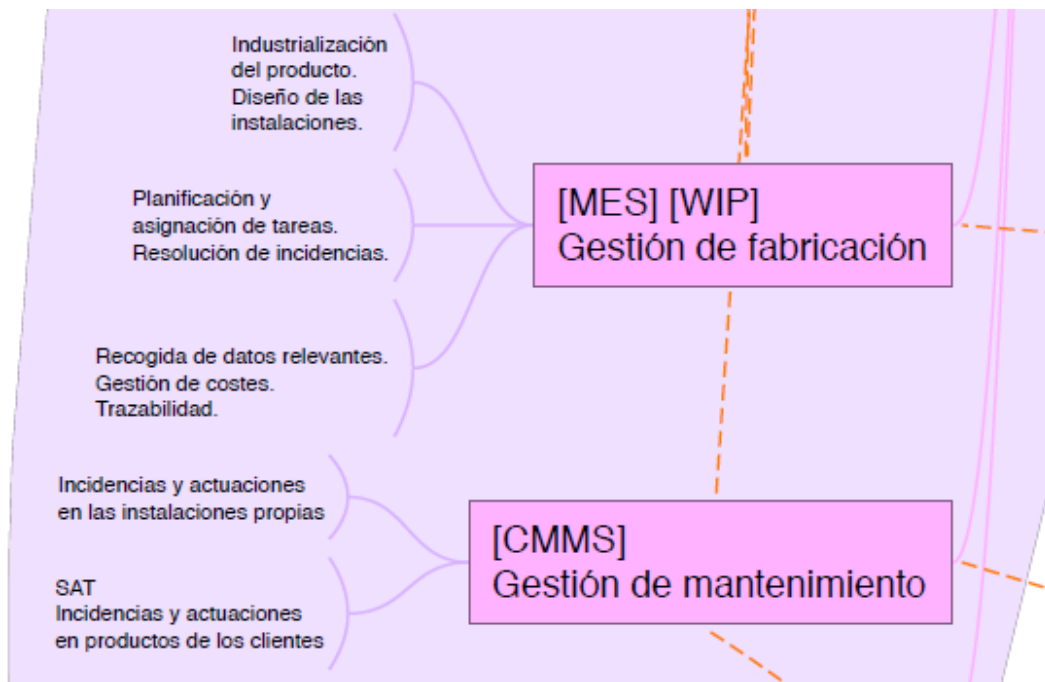 Industrialización
del producto.
Diseño de las
instalaciones.
[MES] [WIP]
Gestión de fabricación
Planificación y
asignación de tareas.
Resolución de incidencias.
Recogida de datos relevantes.
Gestión de costes.
Trazabilidad.
Incidencias y actuaciones
en las instalaciones propias
[CMMS]
Gestión de mantenimiento
SAT
Incidencias y actuaciones
en productos de los clientes